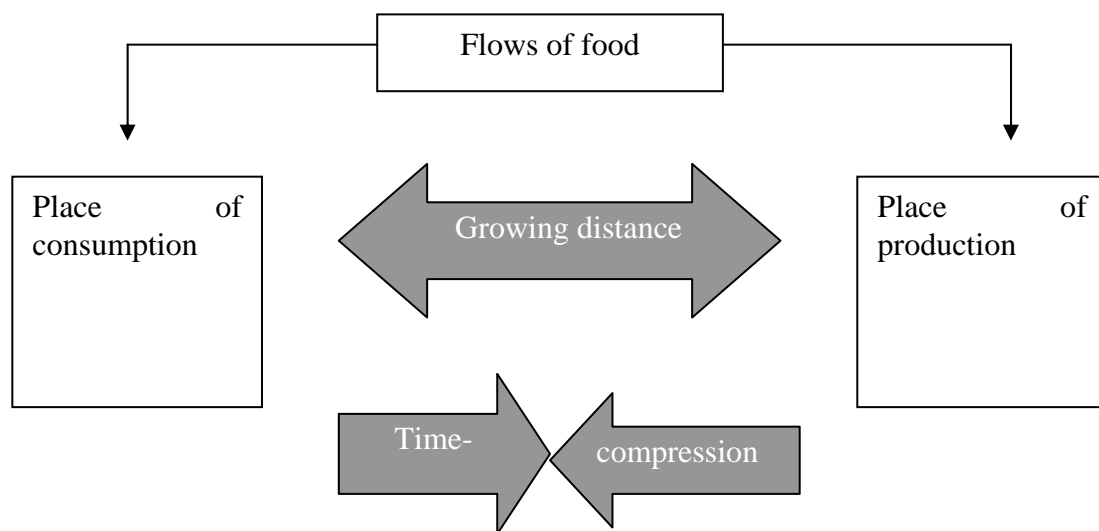 Flows of food
Place of
consumption
Growing distance
Place of
production
Time-
compression